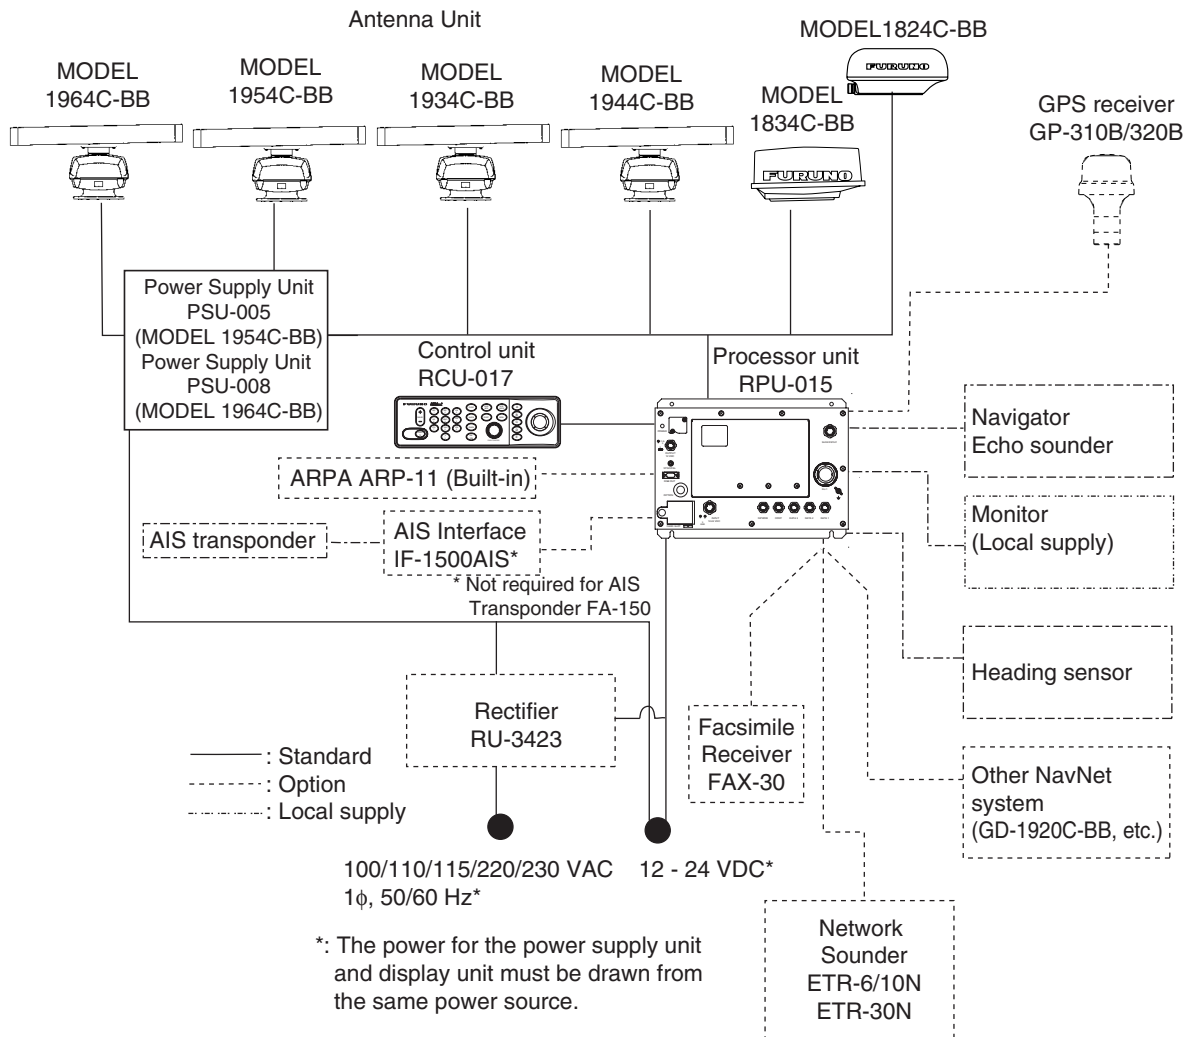 Antenna Unit
MODEL1824C-BB
MODEL
1964C-BB
MODEL
1954C-BB
MODEL
1934C-BB
MODEL
1944C-BB
MODEL
1834C-BB
FURUNO
FURUNO
GPS receiver
GP-310B/320B
Power Supply Unit
PSU-005
(MODEL 1954C-BB)
Power Supply Unit
PSU-008
(MODEL 1964C-BB)
Control unit
RCU-017
Processor unit
RPU-015
Navigator
Echo sounder
ARPA ARP-11 (Built-in)
AIS transponder
AIS Interface
IF-1500AIS*
* Not required for AIS
Transponder FA-150
Monitor
(Local supply)
Heading sensor
Rectifier
RU-3423
Facsimile
Receiver
FAX-30
Other NavNet
system
(GD-1920C-BB, etc.)
: Standard
: Option
: Local supply
100/110/115/220/230 VAC
1ϕ, 50/60 Hz*
12 - 24 VDC*
Network
Sounder
ETR-6/10N
ETR-30N
*: The power for the power supply unit
and display unit must be drawn from
the same power source.